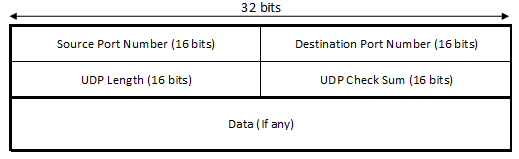 32 bits
Source Port Number (16 bits)
Destination Port Number (16 bits)
UDP Length (16 bits)
UDP Check Sum (16 bits)
Data (If any)